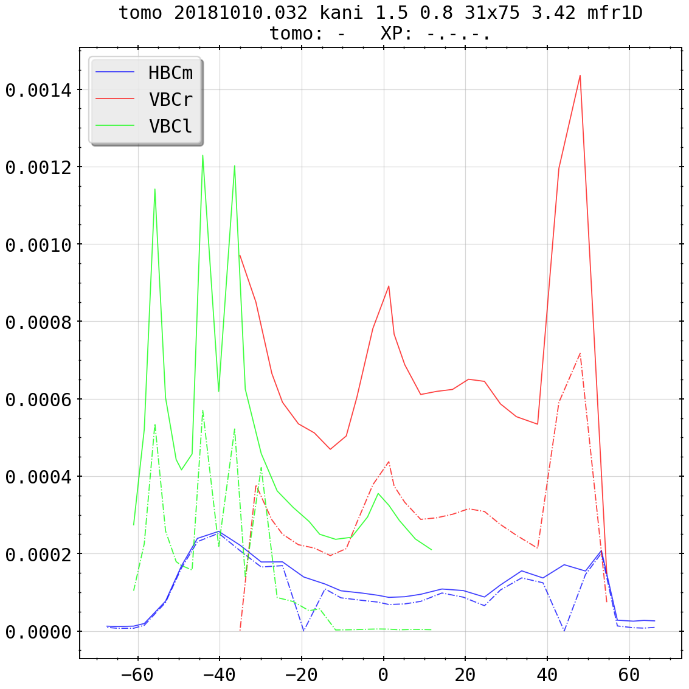 tomo 20181010.032 kani 1.5 0.8 31x75 3.42 mfr1D
tomo: -   XP: -.-.-.
HBCm
VBCr
VBCl
0.0014
0.0012
0.0010
0.0008
0.0006
0.0004
0.0002
0.0000
−60 −40 −20 0 20 40 60